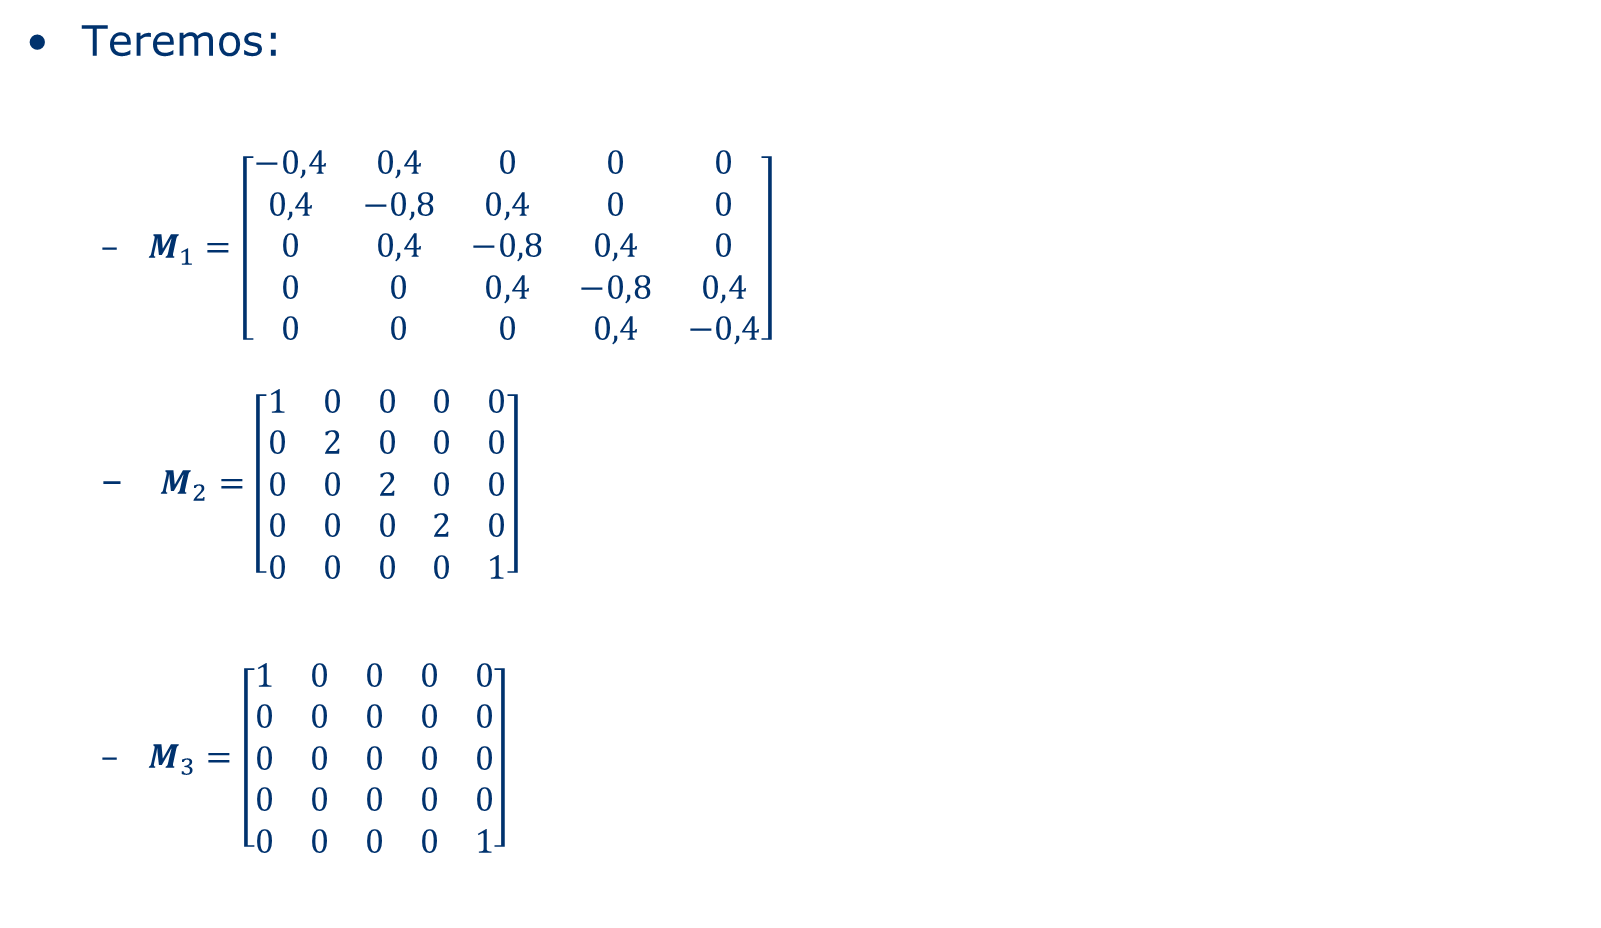 • Teremos:
−0,4 0,4 0 0 0
0,4 −0,8 0,4 0 0
– M₁ = 0 0,4 −0,8 0,4 0
0 0 0,4 −0,8 0,4
0 0 0 0,4 −0,4
1 0 0 0 0
0 2 0 0 0
– M₂ = 0 0 2 0 0
0 0 0 2 0
0 0 0 0 1
1 0 0 0 0
0 0 0 0 0
– M₃ = 0 0 0 0 0
0 0 0 0 0
0 0 0 0 1